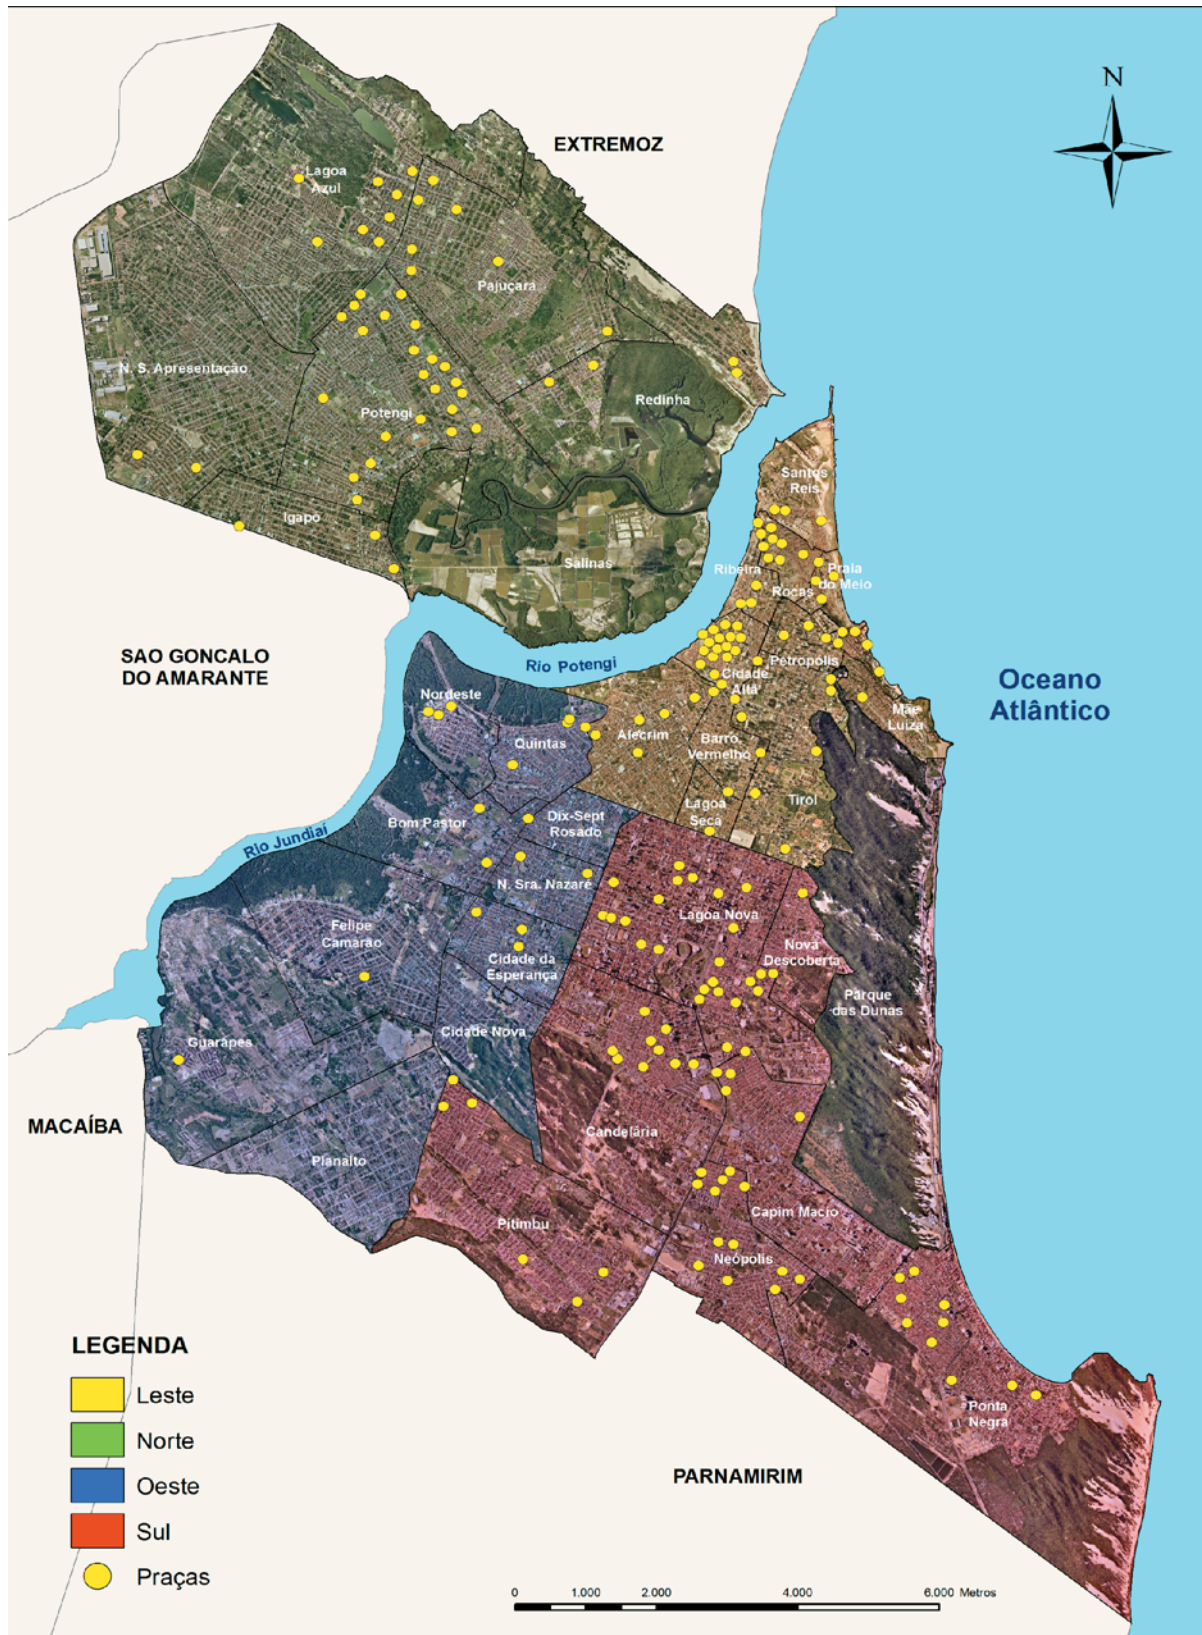 N
EXTREMOZ
Lagoa
Azul
Pajuçara
N. S. Apresentação
Redinha
Potengi
Santos
Reis
Igapó
Salinas
Ribeira
Praia
do Meio
Rocas
SAO GONCALO
DO AMARANTE
Rio Potengi
Petropolis
Cidade
Alta
Oceano
Atlântico
Nordeste
Mãe
Luiza
Alecrim
Quintas
Barro
Vermelho
Tirol
Lagoa
Seca
Rio Jundiaí
Bom Pastor
Dix-Sept
Rosado
N. Sra. Nazaré
Lagoa Nova
Felipe
Camarao
Nova
Descoberta
Cidade da
Esperança
Parque
das Dunas
Cidade Nova
Guarapes
MACAÍBA
Candelária
Planalto
Capim Macio
Pitimbu
Neópolis
LEGENDA
Leste
Norte
Oeste
Sul
Praças
Ponta
Negra
PARNAMIRIM
0 1.000 2.000 4.000 6.000 Metros